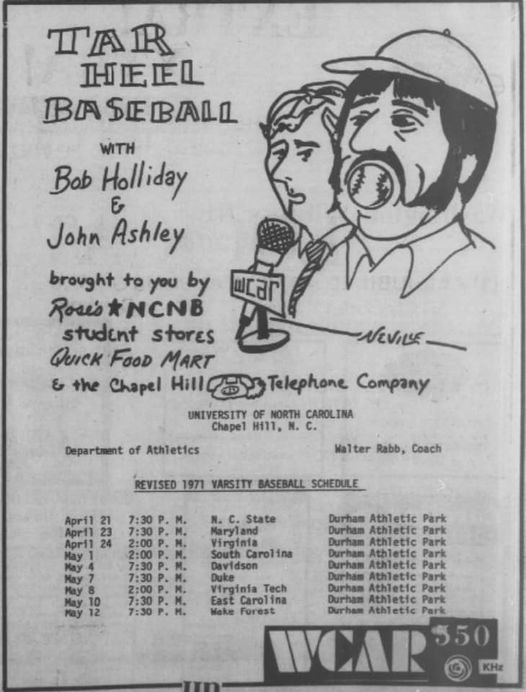 TAR
HEEL
BASEBALL
WITH
Bob Holliday
&
John Ashley
brought to you by
Rose's ★ NCNB
student stores
QUICK FOOD MART
& the Chapel Hill Telephone Company
wcar
NEVILLE
UNIVERSITY OF NORTH CAROLINA
Chapel Hill, N. C.
Department of Athletics Walter Rabb, Coach
REVISED 1971 VARSITY BASEBALL SCHEDULE
April 21 7:30 P. M. N. C. State Durham Athletic Park
April 23 7:30 P. M. Maryland Durham Athletic Park
April 24 2:00 P. M. Virginia Durham Athletic Park
May 1 2:00 P. M. South Carolina Durham Athletic Park
May 4 7:30 P. M. Davidson Durham Athletic Park
May 7 7:30 P. M. Duke Durham Athletic Park
May 8 2:00 P. M. Virginia Tech Durham Athletic Park
May 10 7:30 P. M. East Carolina Durham Athletic Park
May 12 7:30 P. M. Wake Forest Durham Athletic Park
WCAR 550
KHz